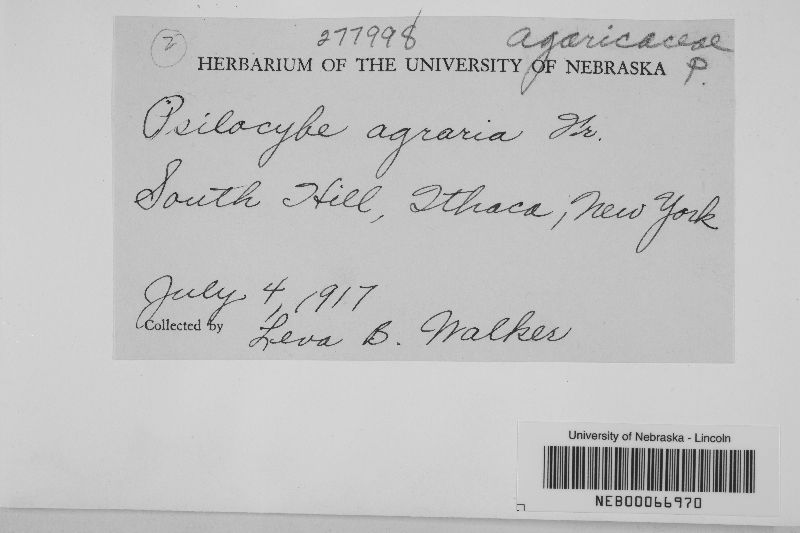 2 277998 Agaricaceae
HERBARIUM OF THE UNIVERSITY OF NEBRASKA P.
Psilocybe agraria Fr.
South Hill, Ithaca, New York
July 4, 1917
Collected by Leva B. Walker
University of Nebraska - Lincoln
NEB00066970